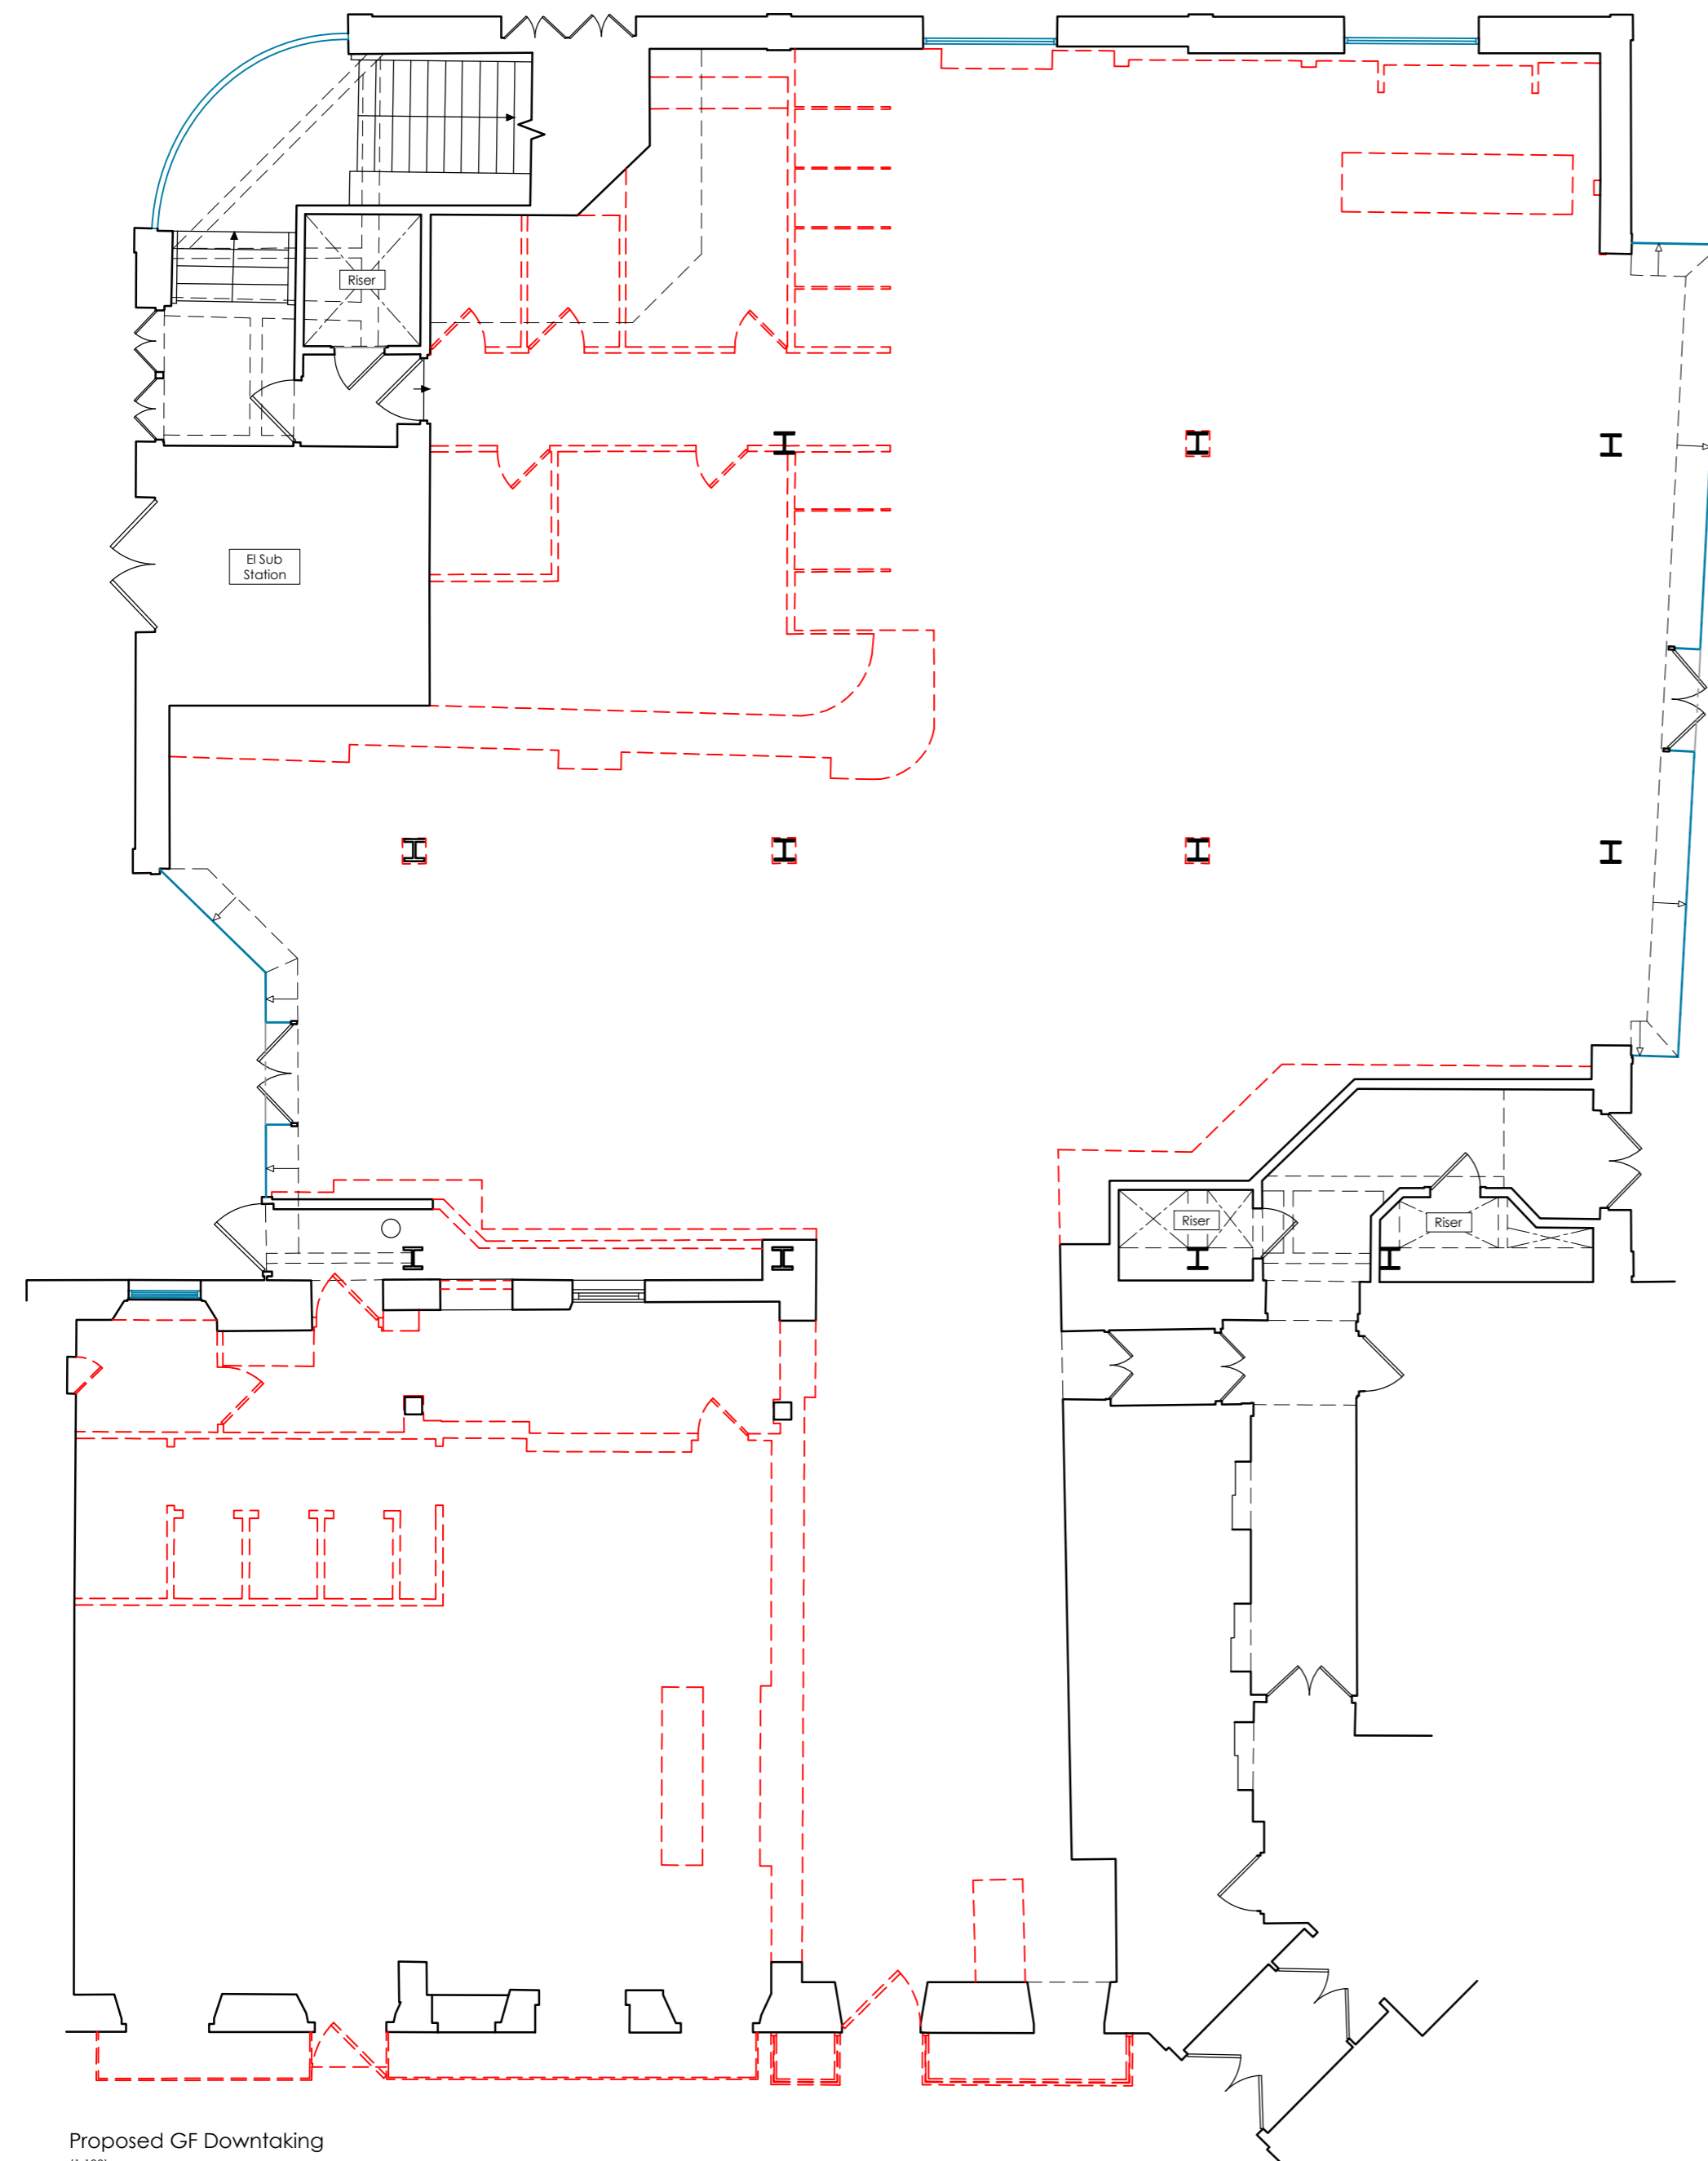 Riser
El Sub
Station
Riser
Riser
Proposed GF Downtaking